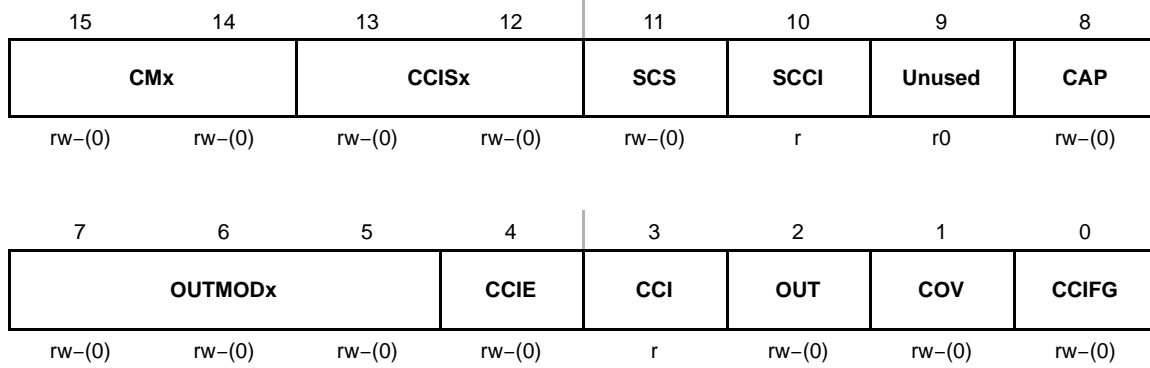 15 14 13 12 11 10 9 8
CMx CCISx SCS SCCI Unused CAP
rw−(0) rw−(0) rw−(0) rw−(0) rw−(0) r r0 rw−(0)
7 6 5 4 3 2 1 0
OUTMODx CCIE CCI OUT COV CCIFG
rw−(0) rw−(0) rw−(0) rw−(0) r rw−(0) rw−(0) rw−(0)